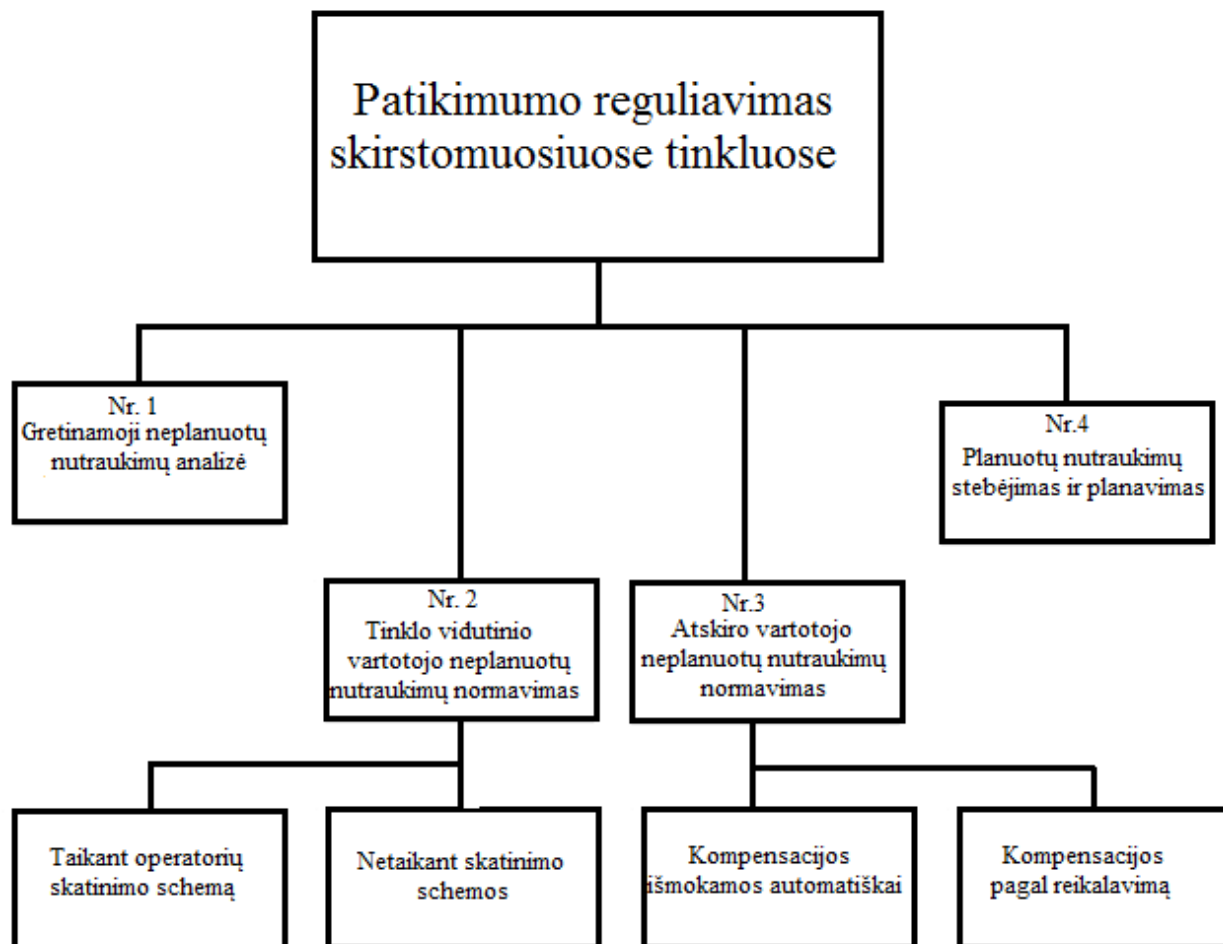 Patikimumo reguliavimas
skirstomuosiuose tinkluose
Nr. 1
Gretinamoji neplanuotų
nutraukimų analizė
Nr.4
Planuotų nutraukimų
stebėjimas ir planavimas
Nr. 2
Tinklo vidutinio
vartotojo neplanuotų
nutraukimų normavimas
Nr.3
Atskiro vartotojo
neplanuotų nutraukimų
normavimas
Taikant operatorių
skatinimo schemą
Netaikant skatinimo
schemos
Kompensacijos
išmokamos automatiškai
Kompensacijos
pagal reikalavimą